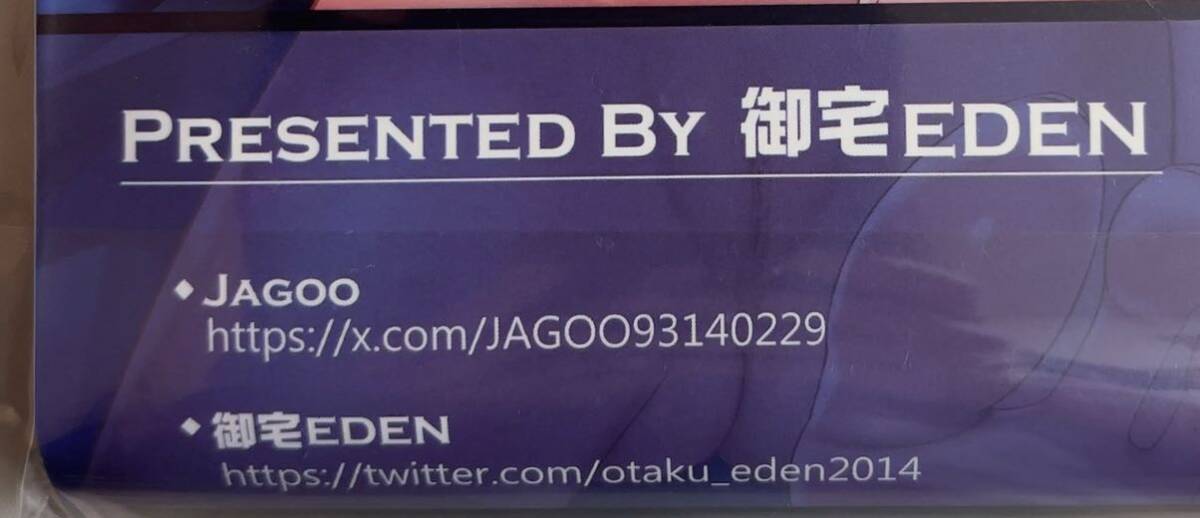 PRESENTED BY 御宅EDEN
◆JAGOO
https://x.com/JAGOO93140229
◆御宅EDEN
https://twitter.com/otaku_eden2014